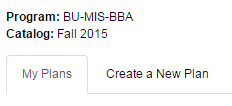 Program: BU-MIS-BBA
Catalog: Fall 2015
My Plans Create a New Plan